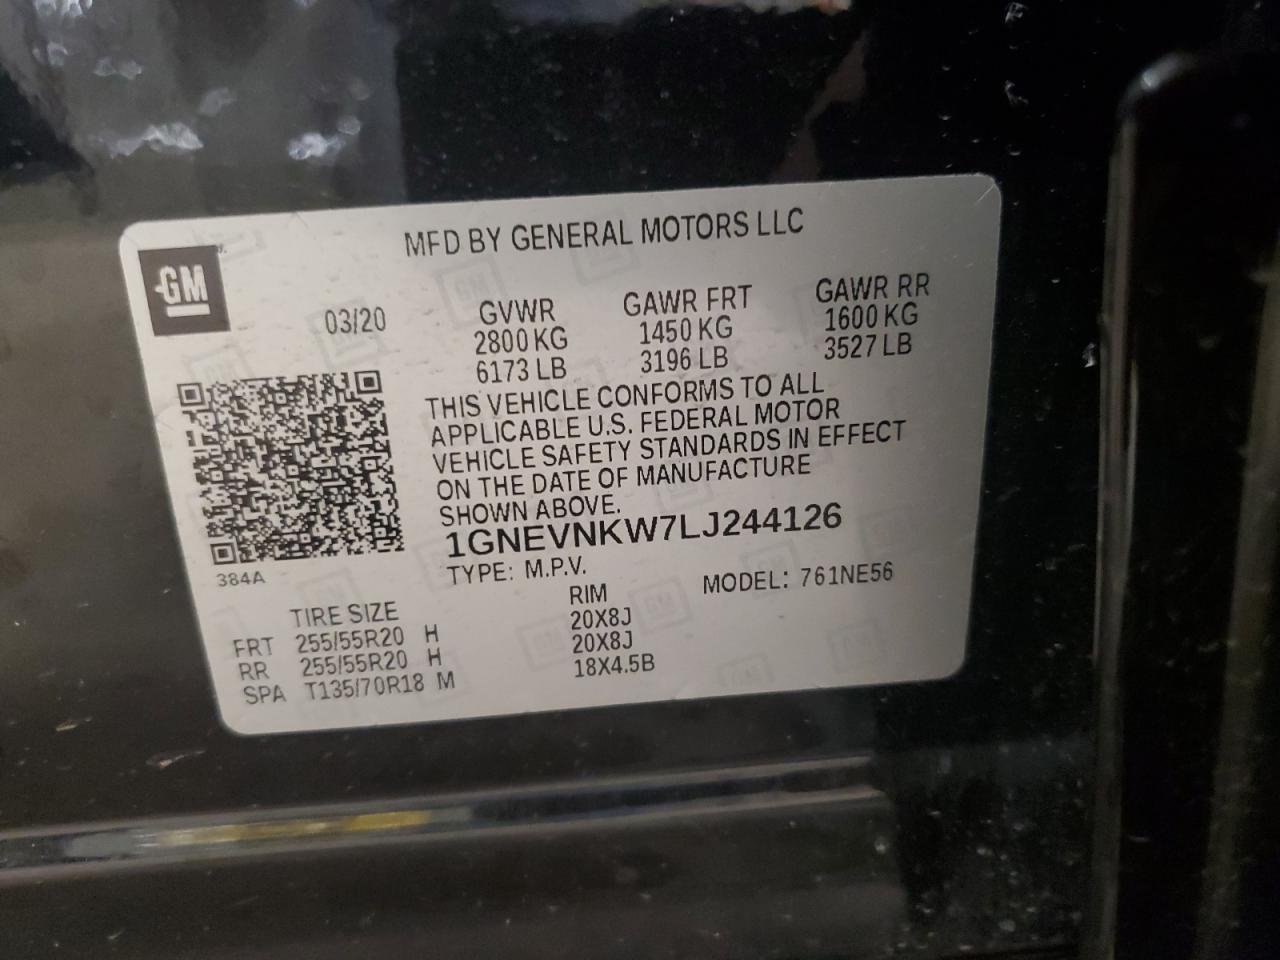 MFD BY GENERAL MOTORS LLC
GM
03/20
GVWR GAWR FRT GAWR RR
2800 KG 1450 KG 1600 KG
6173 LB 3196 LB 3527 LB
THIS VEHICLE CONFORMS TO ALL
APPLICABLE U.S. FEDERAL MOTOR
VEHICLE SAFETY STANDARDS IN EFFECT
ON THE DATE OF MANUFACTURE
SHOWN ABOVE.
1GNEVNKW7LJ244126
384A
TYPE: M.P.V. MODEL: 761NE56
TIRE SIZE RIM
FRT 255/55R20 H 20X8J
RR 255/55R20 H 20X8J
SPA T135/70R18 M 18X4.5B